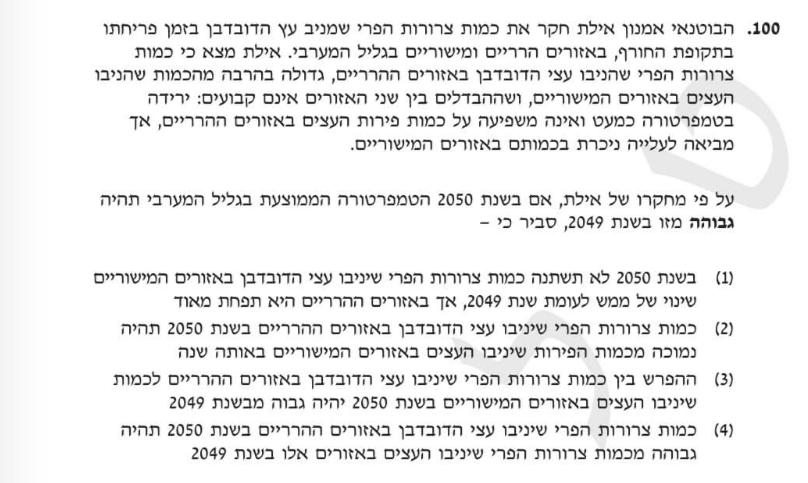 100. הבוטנאי אמנון אילת חקר את כמות צרורות הפרי שמניב עץ הדובדבן בזמן פריחתו
בתקופת החורף, באזורים הרריים ומישוריים בגליל המערבי. אילת מצא כי כמות
צרורות הפרי שהניבו עצי הדובדבן באזורים ההרריים, גדולה בהרבה מהכמות שהניבו
העצים באזורים המישוריים, ושההבדלים בין שני האזורים אינם קבועים: ירידה
בטמפרטורה כמעט ואינה משפיעה על כמות פירות העצים באזורים ההרריים, אך
מביאה לעלייה ניכרת בכמותם באזורים המישוריים.
על פי מחקרו של אילת, אם בשנת 2050 הטמפרטורה הממוצעת בגליל המערבי תהיה
גבוהה מזו בשנת 2049, סביר כי –
(1) בשנת 2050 לא תשתנה כמות צרורות הפרי שיניבו עצי הדובדבן באזורים המישוריים
שינוי של ממש לעומת שנת 2049, אך באזורים ההרריים היא תפחת מאוד
(2) כמות צרורות הפרי שיניבו עצי הדובדבן באזורים ההרריים בשנת 2050 תהיה
נמוכה מכמות הפירות שיניבו העצים באזורים המישוריים באותה שנה
(3) ההפרש בין כמות צרורות הפרי שיניבו עצי הדובדבן באזורים ההרריים לכמות
שיניבו העצים באזורים המישוריים בשנת 2050 יהיה גבוה מבשנת 2049
(4) כמות צרורות הפרי שיניבו עצי הדובדבן באזורים ההרריים בשנת 2050 תהיה
גבוהה מכמות צרורות הפרי שיניבו העצים באזורים אלו בשנת 2049